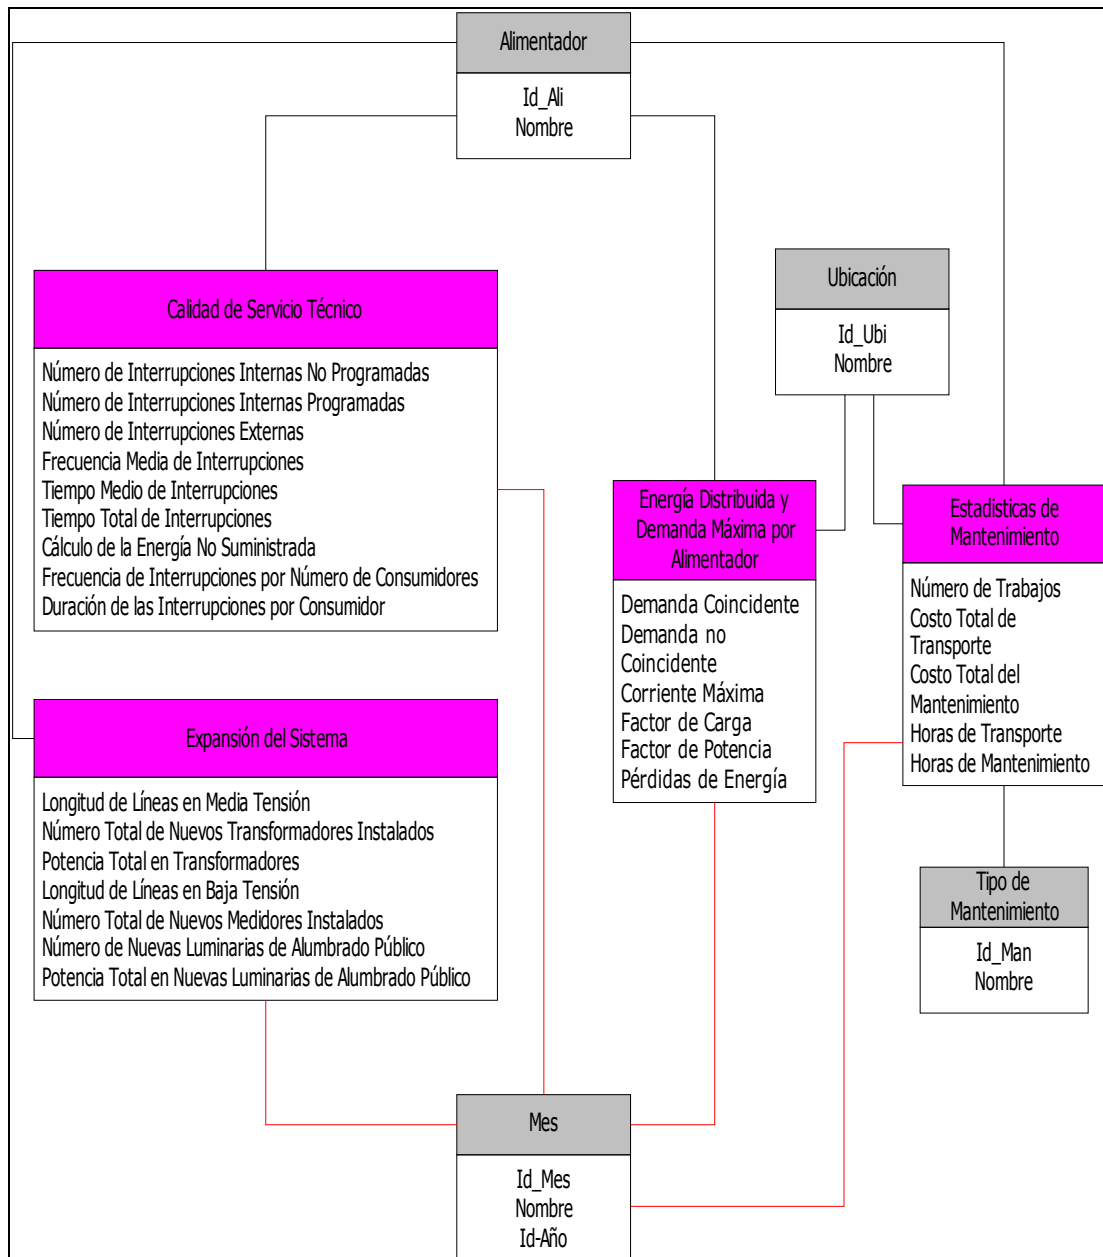 Alimentador
Id_Ali
Nombre
Calidad de Servicio Técnico
Número de Interrupciones Internas No Programadas
Número de Interrupciones Internas Programadas
Número de Interrupciones Externas
Frecuencia Media de Interrupciones
Tiempo Medio de Interrupciones
Tiempo Total de Interrupciones
Cálculo de la Energía No Suministrada
Frecuencia de Interrupciones por Número de Consumidores
Duración de las Interrupciones por Consumidor
Ubicación
Id_Ubi
Nombre
Energía Distribuida y
Demanda Máxima por
Alimentador
Demanda Coincidente
Demanda no
Coincidente
Corriente Máxima
Factor de Carga
Factor de Potencia
Pérdidas de Energía
Estadisticas de
Mantenimiento
Número de Trabajos
Costo Total de
Transporte
Costo Total del
Mantenimiento
Horas de Transporte
Horas de Mantenimiento
Expansión del Sistema
Longitud de Líneas en Media Tensión
Número Total de Nuevos Transformadores Instalados
Potencia Total en Transformadores
Longitud de Líneas en Baja Tensión
Número Total de Nuevos Medidores Instalados
Número de Nuevas Luminarias de Alumbrado Público
Potencia Total en Nuevas Luminarias de Alumbrado Público
Tipo de
Mantenimiento
Id_Man
Nombre
Mes
Id_Mes
Nombre
Id-Año